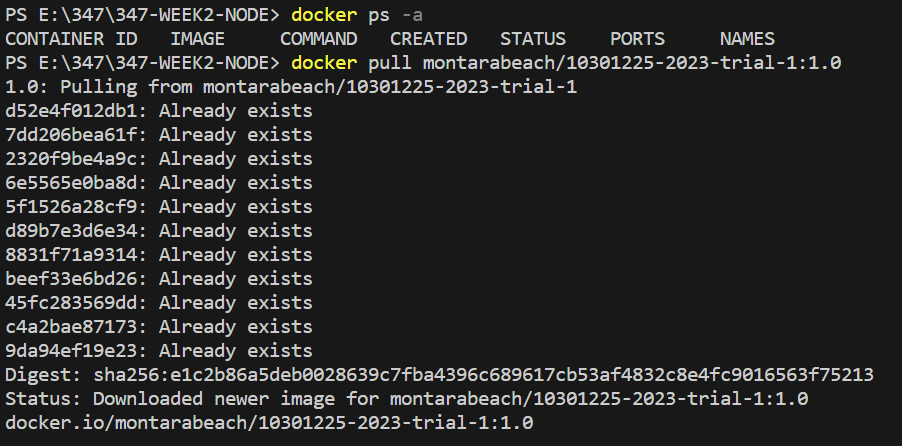 PS E:\347\347-WEEK2-NODE> docker ps -a
CONTAINER ID   IMAGE     COMMAND   CREATED   STATUS    PORTS     NAMES
PS E:\347\347-WEEK2-NODE> docker pull montarabeach/10301225-2023-trial-1:1.0
1.0: Pulling from montarabeach/10301225-2023-trial-1
d52e4f012db1: Already exists
7dd206bea61f: Already exists
2320f9be4a9c: Already exists
6e5565e0ba8d: Already exists
5f1526a28cf9: Already exists
d89b7e3d6e34: Already exists
8831f71a9314: Already exists
beef33e6bd26: Already exists
45fc283569dd: Already exists
c4a2bae87173: Already exists
9da94ef19e23: Already exists
Digest: sha256:e1c2b86a5deb0028639c7fba4396c689617cb53af4832c8e4fc9016563f75213
Status: Downloaded newer image for montarabeach/10301225-2023-trial-1:1.0
docker.io/montarabeach/10301225-2023-trial-1:1.0